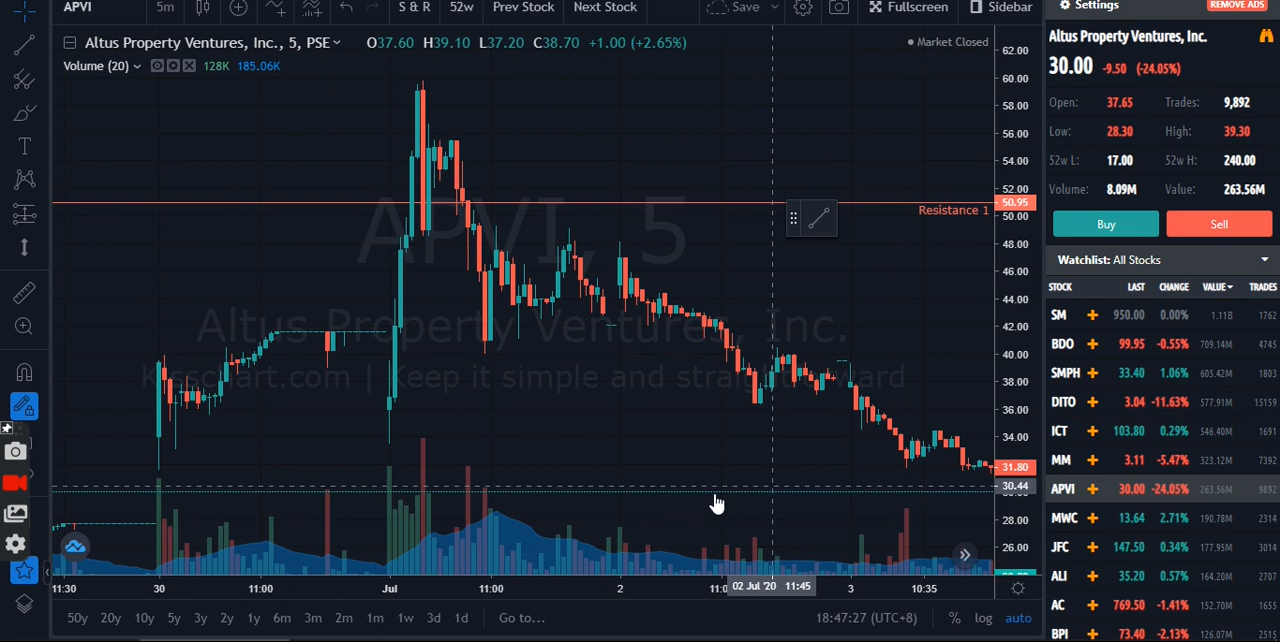 APVI 5m S & R 52w Prev Stock Next Stock Save Fullscreen Sidebar
Altus Property Ventures, Inc., 5, PSE O37.60 H39.10 L37.20 C38.70 +1.00 (+2.65%) Market Closed
Volume (20) 128K 185.06K
APVI, 5
Altus Property Ventures, Inc.
Kisschart.com | Keep it simple and straightforward
Resistance 1
62.00
60.00
58.00
56.00
54.00
52.00
50.95
50.00
48.00
46.00
44.00
42.00
40.00
38.00
36.00
34.00
31.80
30.44
28.00
26.00
11:30 30 11:00 Jul 11:00 2 02 Jul '20 11:45 3 10:35
50y 20y 10y 5y 3y 2y 1y 6m 3m 2m 1m 1w 3d 1d Go to... 18:47:27 (UTC+8) % log auto
Settings REMOVE ADS
Altus Property Ventures, Inc.
30.00 -9.50 (-24.05%)
Open: 37.65 Trades: 9,892
Low: 28.30 High: 39.30
52w L: 17.00 52w H: 240.00
Volume: 8.09M Value: 263.56M
Buy Sell
Watchlist: All Stocks
STOCK LAST CHANGE VALUE TRADES
SM 950.00 0.00% 1.11B 1762
BDO 99.95 -0.55% 709.14M 4745
SMPH 33.40 1.06% 605.42M 1803
DITO 3.04 -11.63% 577.91M 15159
ICT 103.80 0.29% 546.40M 1691
MM 3.11 -5.47% 323.12M 7392
APVI 30.00 -24.05% 263.56M 9892
MWC 13.64 2.71% 190.78M 2314
JFC 147.50 0.34% 177.95M 3014
ALI 35.20 0.57% 164.20M 2707
AC 769.50 -1.41% 152.70M 1655
BPI 73.40 -2.13% 126.07M 2515